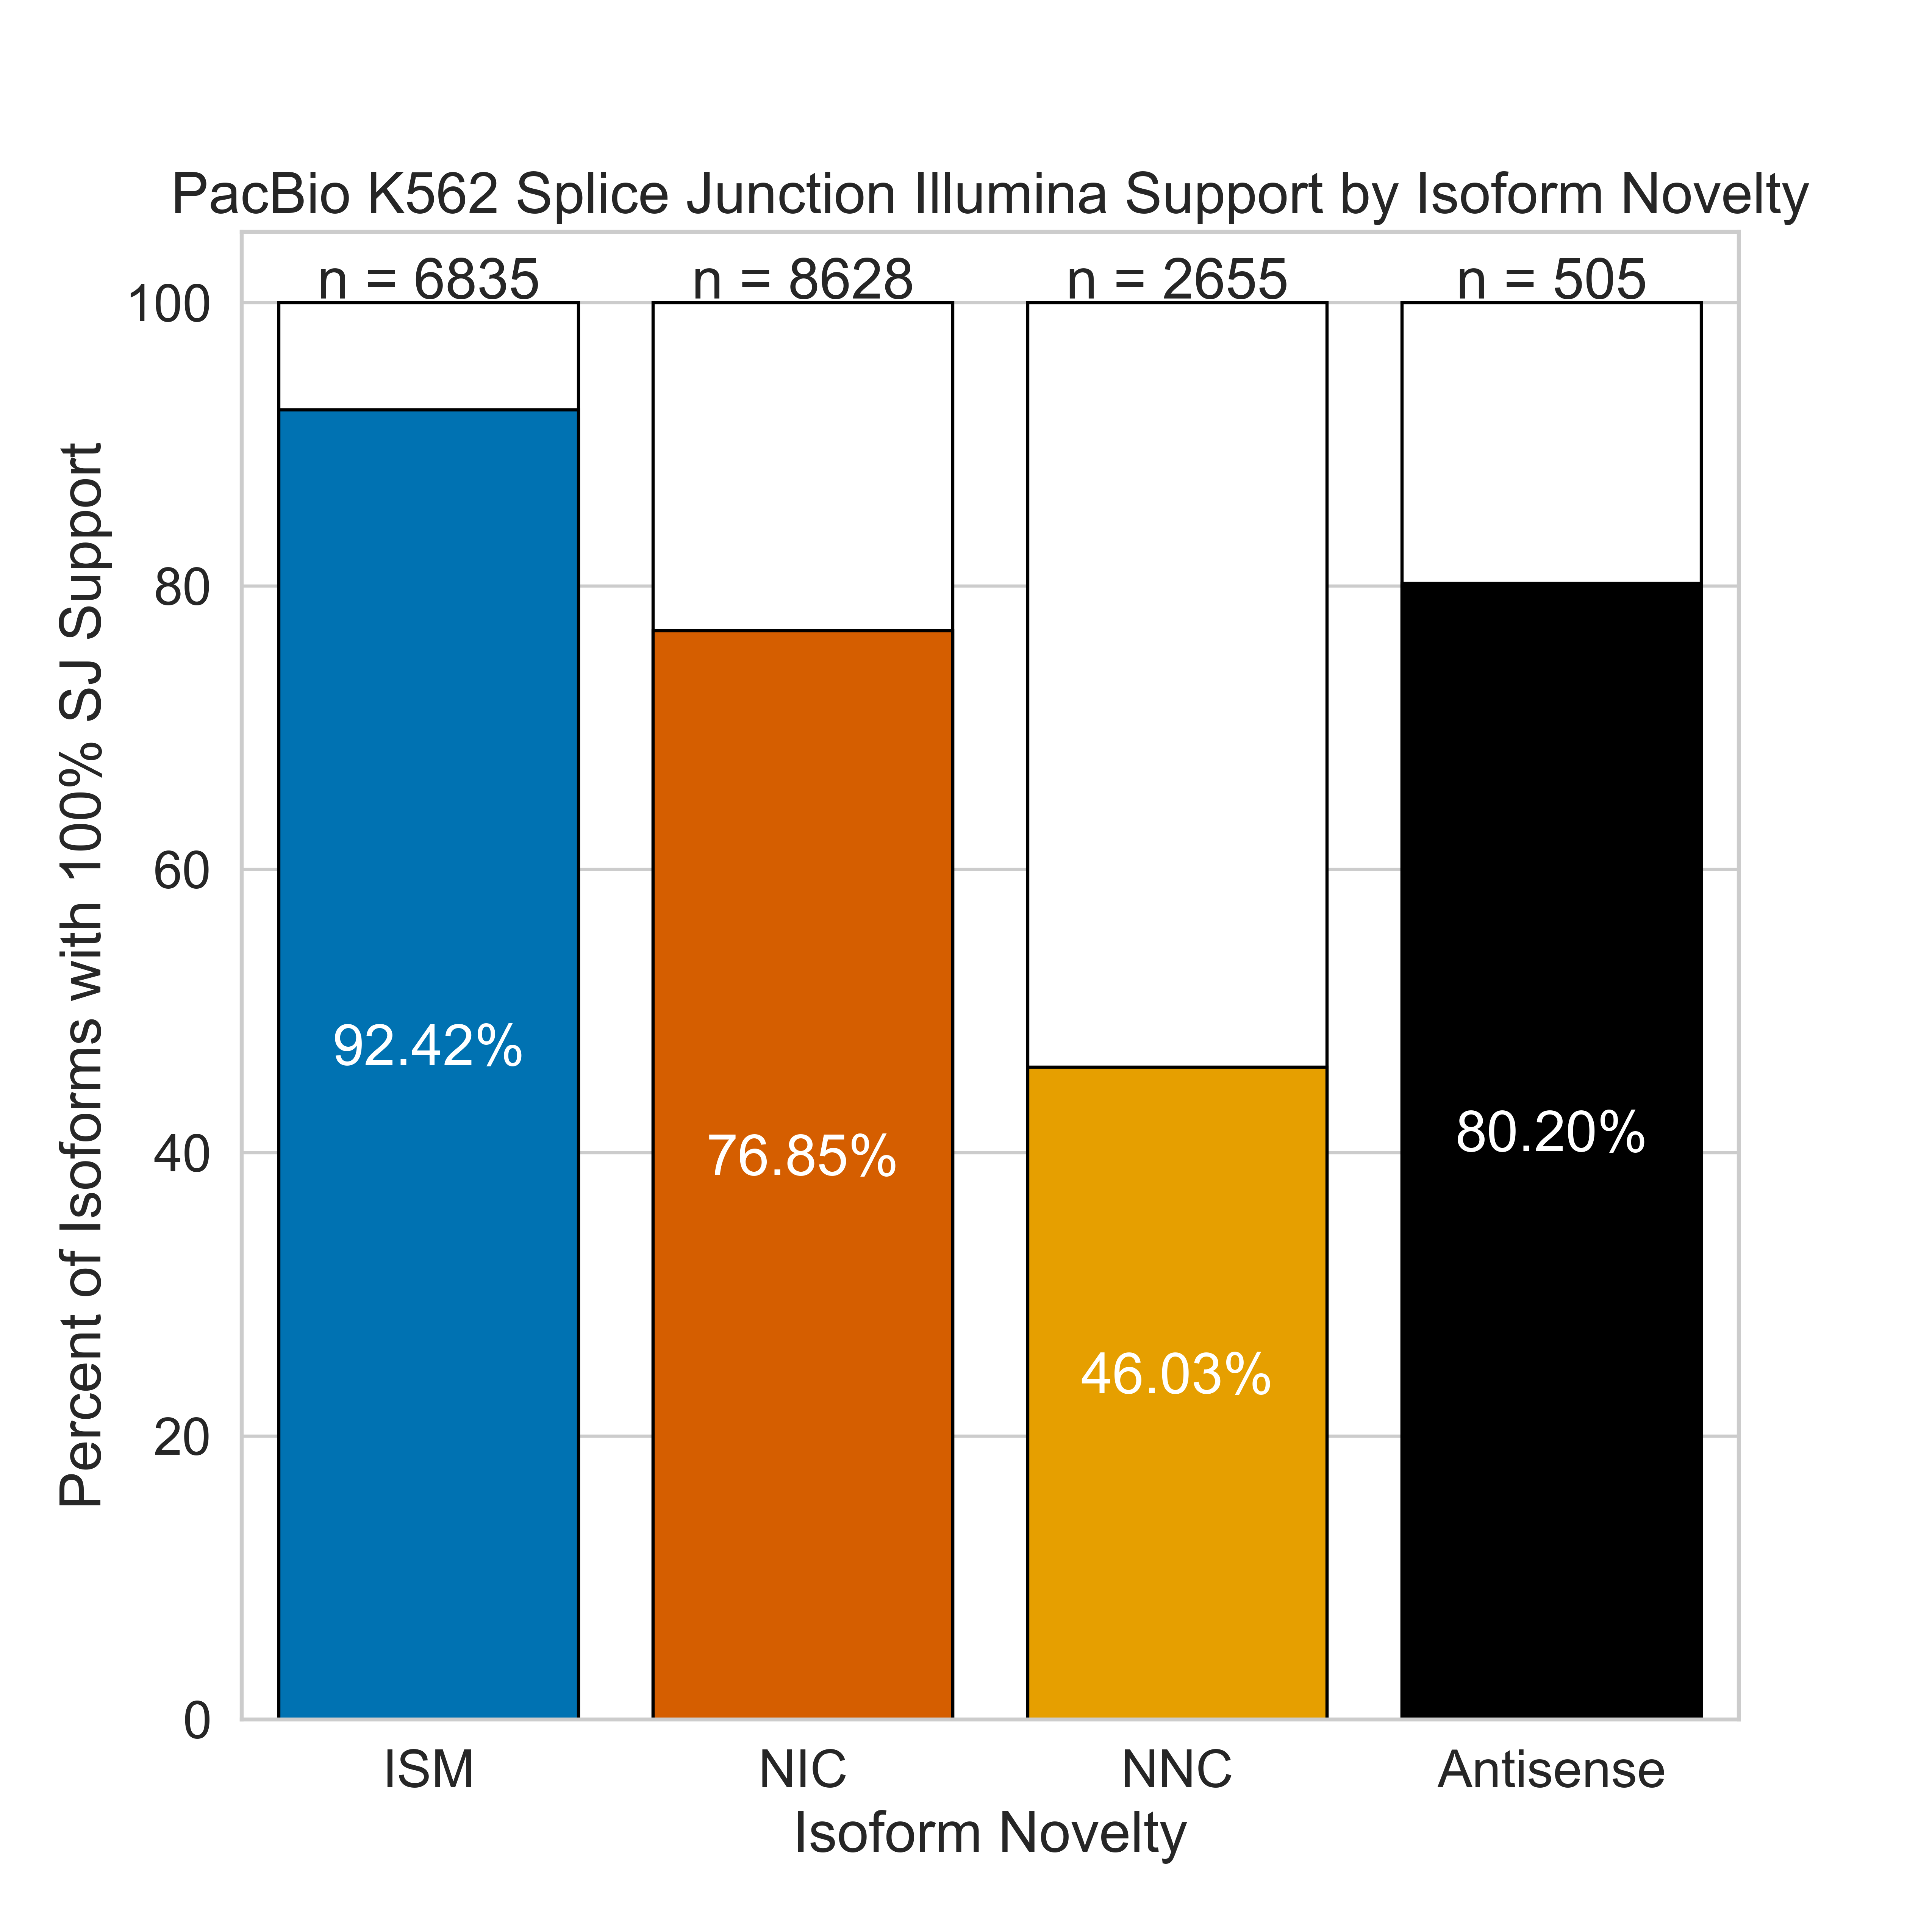 PacBio K562 Splice Junction Illumina Support by Isoform Novelty
n = 6835 n = 8628 n = 2655 n = 505
Percent of Isoforms with 100% SJ Support
100
80
60
40
20
0
92.42%
76.85%
46.03%
80.20%
ISM NIC NNC Antisense
Isoform Novelty